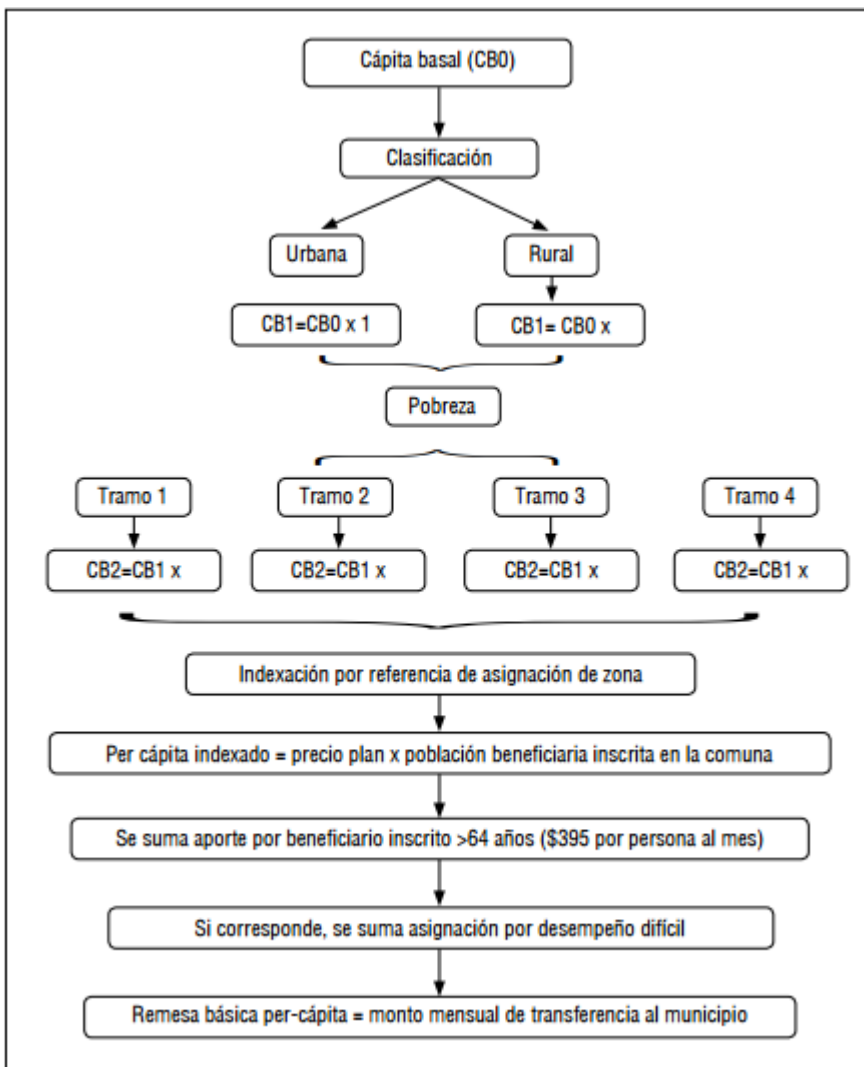 Cápita basal (CB0)
Clasificación
Urbana
Rural
CB1=CB0 x 1
CB1= CB0 x
Pobreza
Tramo 1
Tramo 2
Tramo 3
Tramo 4
CB2=CB1 x
CB2=CB1 x
CB2=CB1 x
CB2=CB1 x
Indexación por referencia de asignación de zona
Per cápita indexado = precio plan x población beneficiaria inscrita en la comuna
Se suma aporte por beneficiario inscrito >64 años ($395 por persona al mes)
Si corresponde, se suma asignación por desempeño difícil
Remesa básica per-cápita = monto mensual de transferencia al municipio